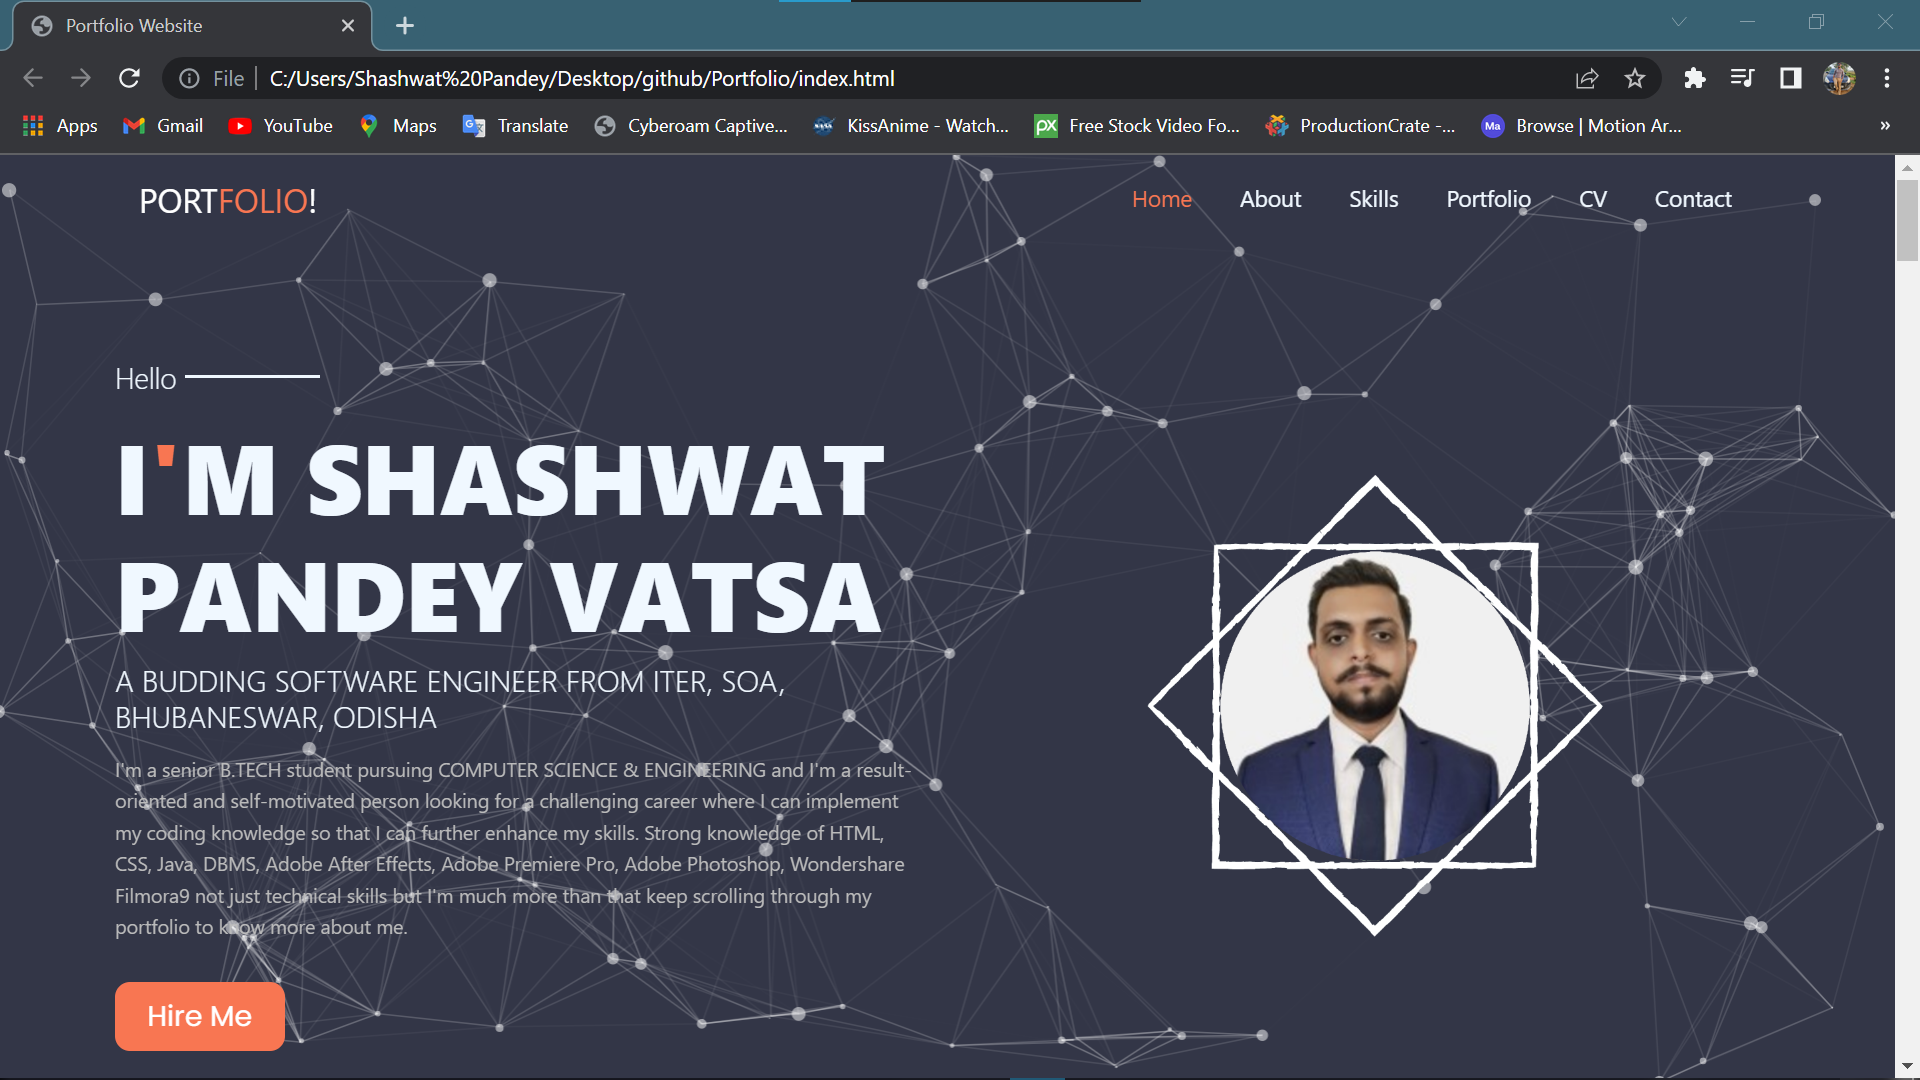 Portfolio Website
File
C:/Users/Shashwat%20Pandey/Desktop/github/Portfolio/index.html
Apps
Gmail
YouTube
Maps
Translate
Cyberoam Captive...
KissAnime - Watch...
px
Free Stock Video Fo...
ProductionCrate -...
Ma
Browse | Motion Ar...
»
PORTFOLIO!
Home
About
Skills
Portfolio
CV
Contact
Hello
I'M SHASHWAT
PANDEY VATSA
A BUDDING SOFTWARE ENGINEER FROM ITER, SOA,
BHUBANESWAR, ODISHA
I'm a senior B.TECH student pursuing COMPUTER SCIENCE & ENGINEERING and I'm a result-
oriented and self-motivated person looking for a challenging career where I can implement
my coding knowledge so that I can further enhance my skills. Strong knowledge of HTML,
CSS, Java, DBMS, Adobe After Effects, Adobe Premiere Pro, Adobe Photoshop, Wondershare
Filmora9 not just technical skills but I'm much more than that keep scrolling through my
portfolio to know more about me.
Hire Me